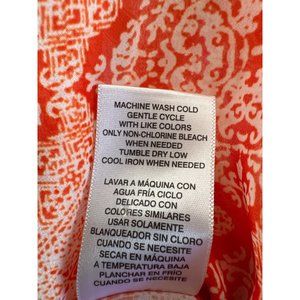 MACHINE WASH COLD
GENTLE CYCLE
WITH LIKE COLORS
ONLY NON-CHLORINE BLEACH
WHEN NEEDED
TUMBLE DRY LOW
COOL IRON WHEN NEEDED
LAVAR A MÁQUINA CON
AGUA FRÍA CICLO
DELICADO CON
COLORES SIMILARES
USAR SOLAMENTE
BLANQUEADOR SIN CLORO
CUANDO SE NECESITE
SECAR EN MÁQUINA
A TEMPERATURA BAJA
PLANCHAR EN FRÍO
CUANDO SE NECESITE